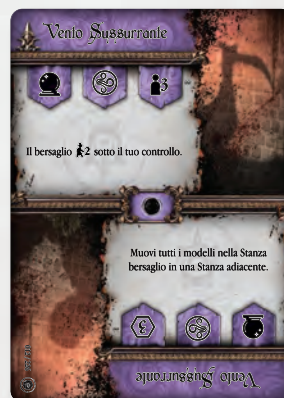 Vento Sussurrante
3
Il bersaglio 2 sotto il tuo controllo.
Muovi tutti i modelli nella Stanza
bersaglio in una Stanza adiacente.
3
Vento Sussurrante